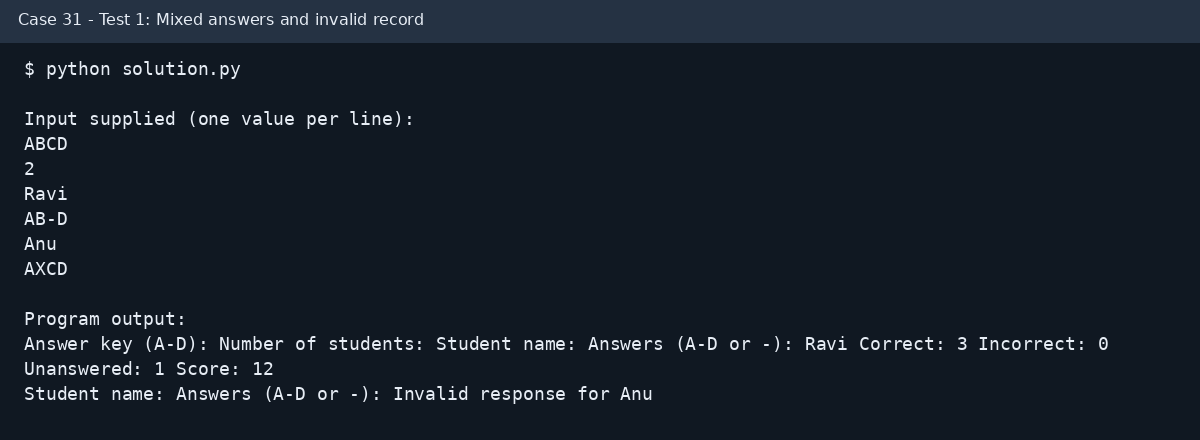 Case 31 - Test 1: Mixed answers and invalid record
$ python solution.py
Input supplied (one value per line):
ABCD
2
Ravi
AB-D
Anu
AXCD
Program output:
Answer key (A-D): Number of students: Student name: Answers (A-D or -): Ravi Correct: 3 Incorrect: 0
Unanswered: 1 Score: 12
Student name: Answers (A-D or -): Invalid response for Anu